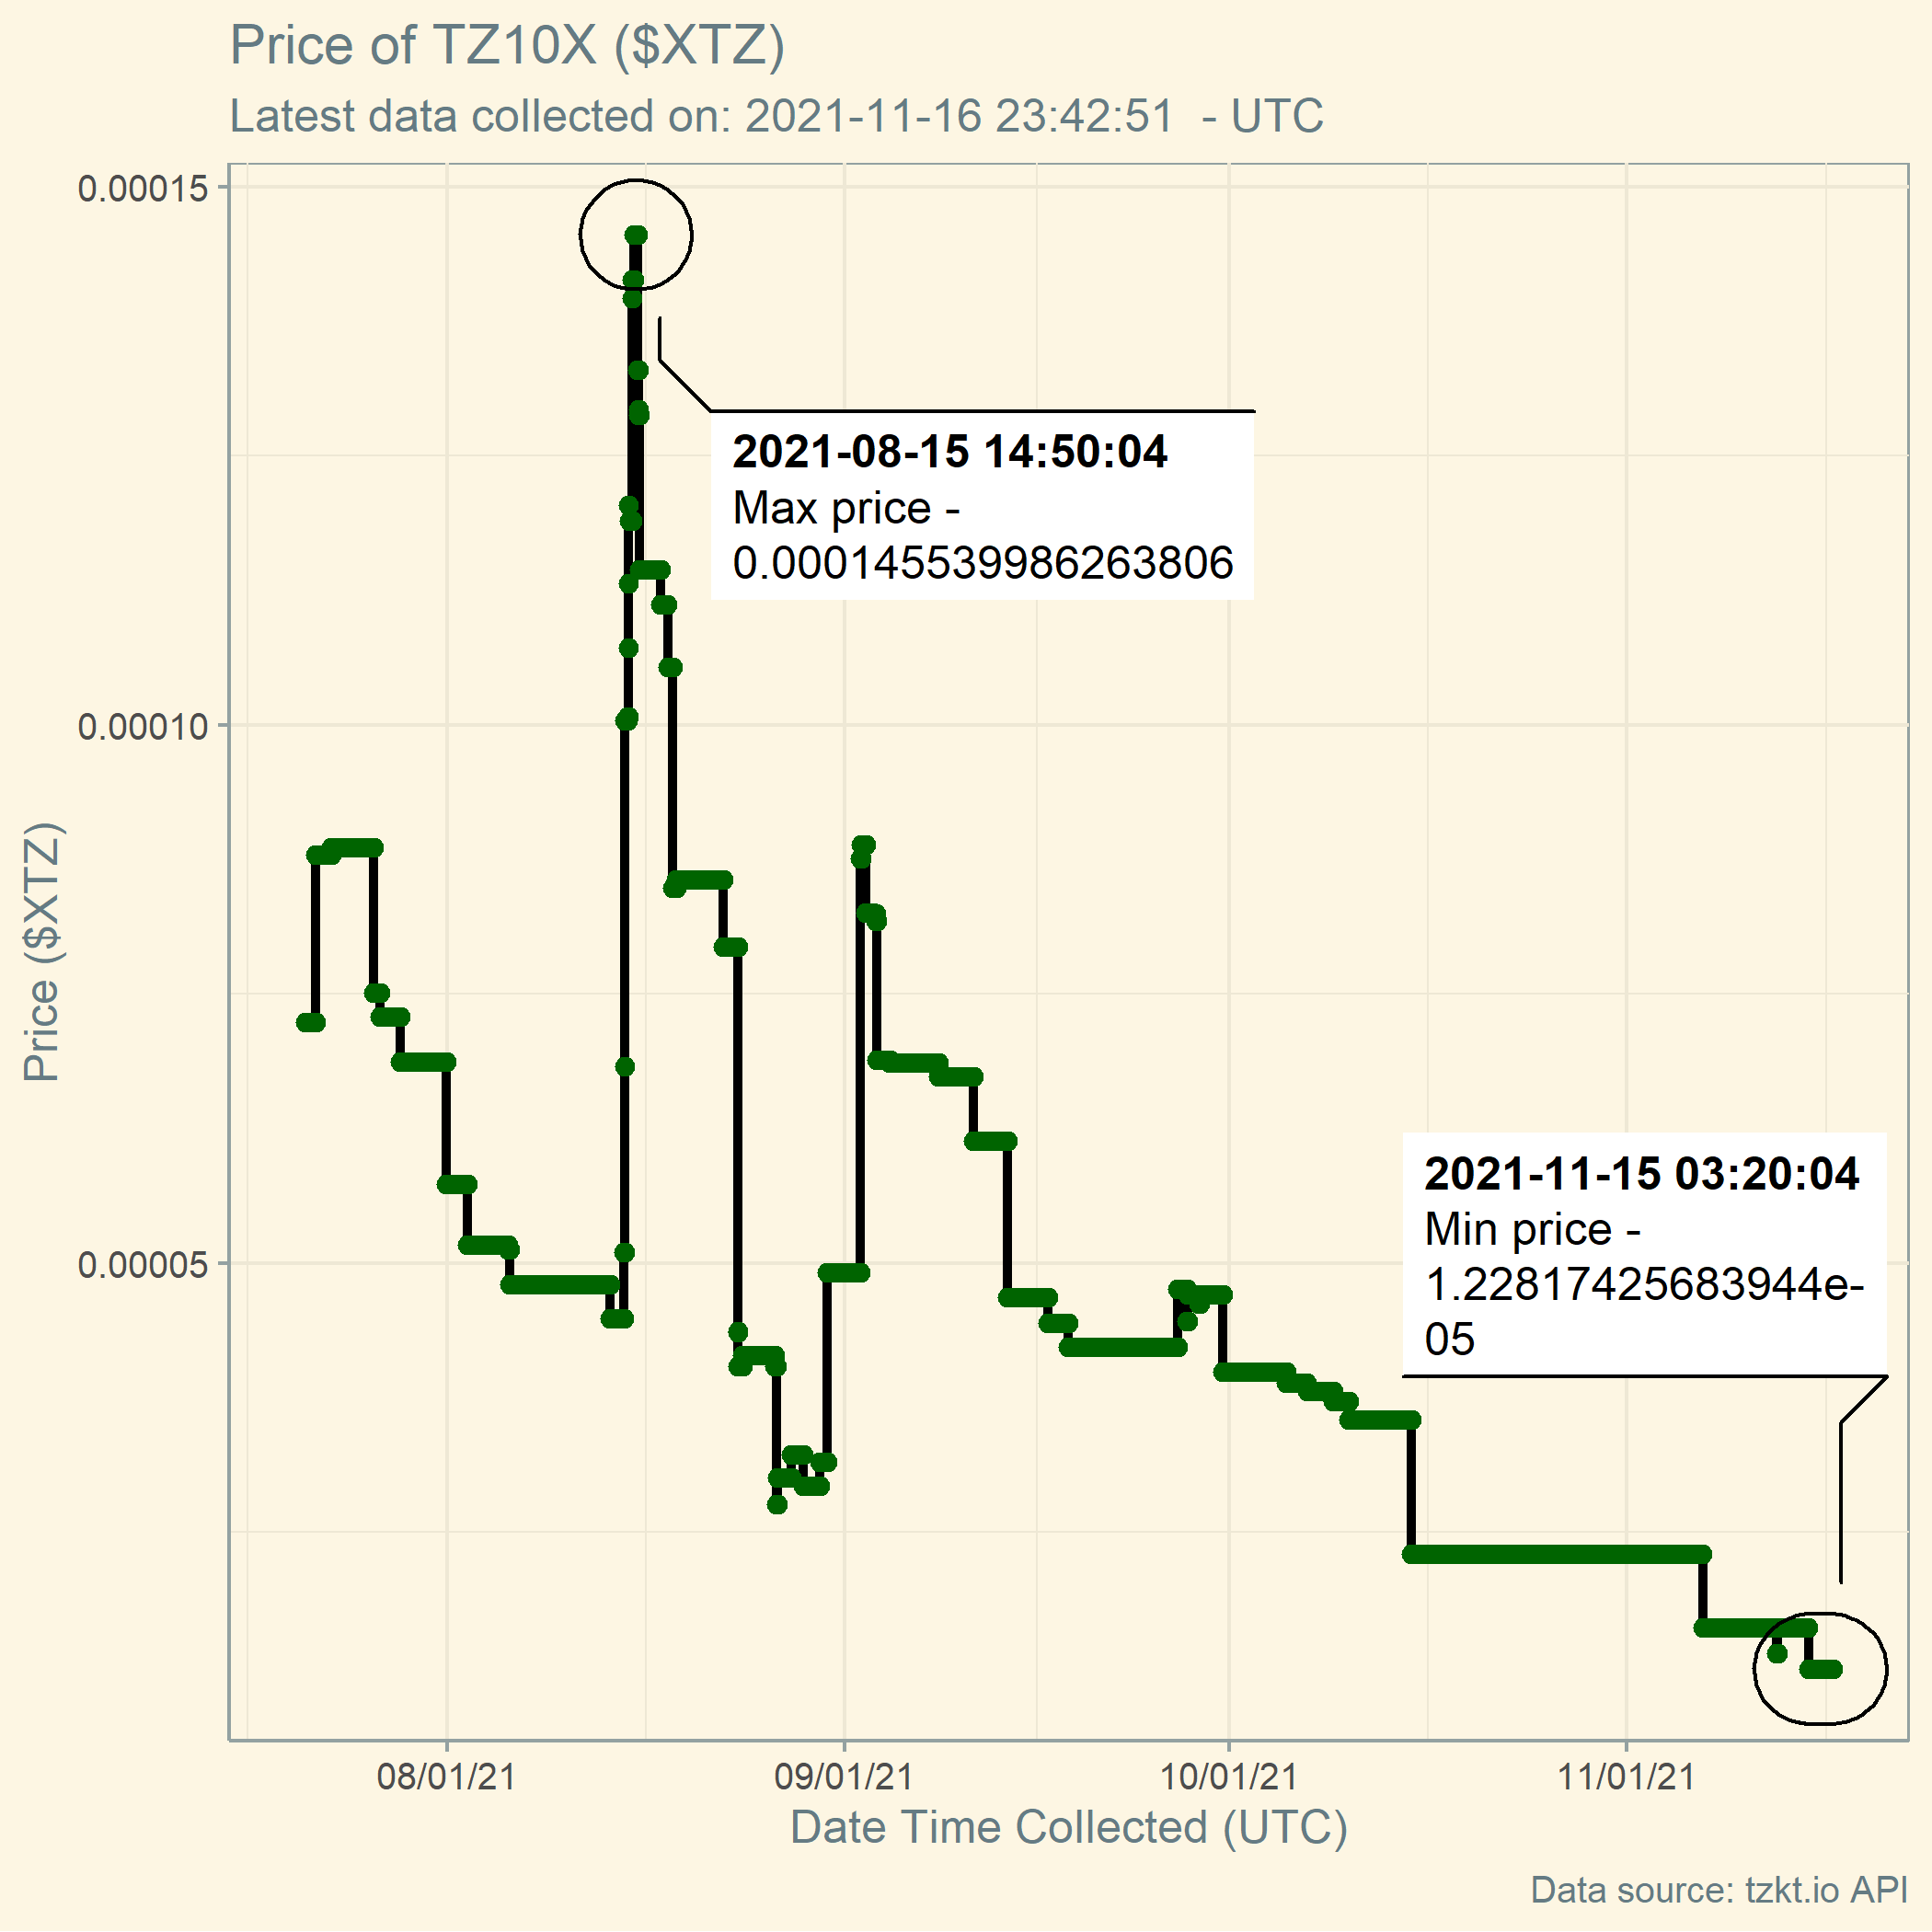 Price of TZ10X ($XTZ)
Latest data collected on: 2021-11-16 23:42:51  - UTC
0.00015
0.00010
0.00005
Price ($XTZ)
2021-08-15 14:50:04
Max price -
0.000145539986263806
2021-11-15 03:20:04
Min price -
1.22817425683944e-
05
08/01/21
09/01/21
10/01/21
11/01/21
Date Time Collected (UTC)
Data source: tzkt.io API